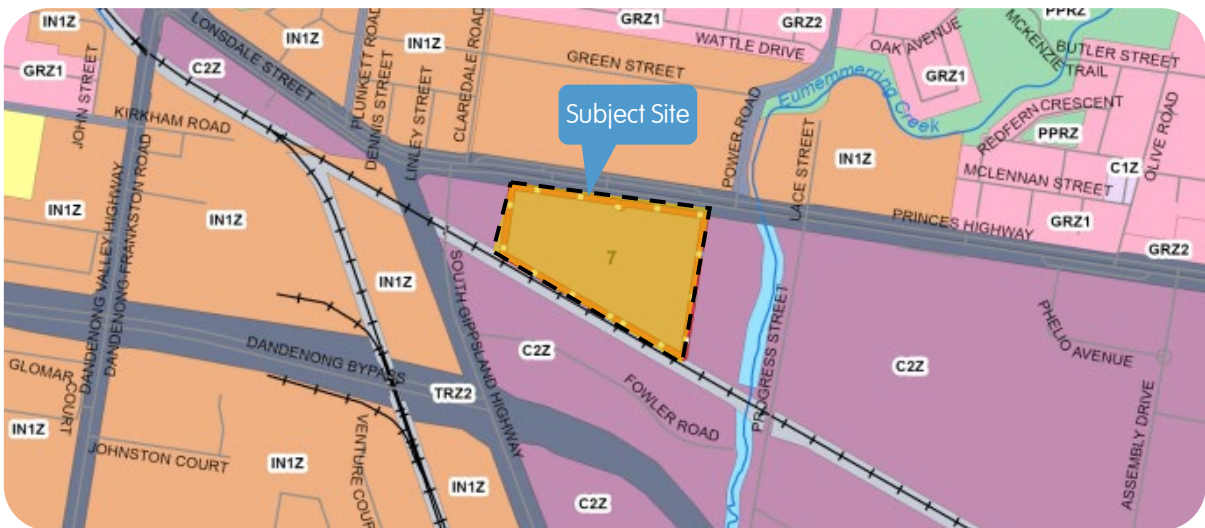 IN1Z
LONSDALE STREET
IN1Z
PLUNKETT ROAD
IN1Z
CLAREDALE ROAD
GRZ1
GRZ2
WATTLE DRIVE
PPRZ
MCKENZIE TRAIL
OAK AVENUE
BUTLER STREET
GRZ1
JOHN STREET
C2Z
DENNIS STREET
LINLEY STREET
GREEN STREET
GRZ1
Eumemmerring Creek
REDFERN CRESCENT
PPRZ
OLIVE ROAD
KIRKHAM ROAD
Subject Site
POWER ROAD
LACE STREET
IN1Z
C1Z
MCLENNAN STREET
IN1Z
IN1Z
PRINCES HIGHWAY
GRZ1
GRZ2
DANDENONG VALLEY HIGHWAY
DANDENONG FRANKSTON ROAD
7
IN1Z
SOUTH GIPPSLAND HIGHWAY
PROGRESS STREET
PHELIO AVENUE
DANDENONG BYPASS
C2Z
C2Z
GLOMAR COURT
TRZ2
FOWLER ROAD
ASSEMBLY DRIVE
IN1Z
JOHNSTON COURT
IN1Z
VENTURE COUR
IN1Z
C2Z